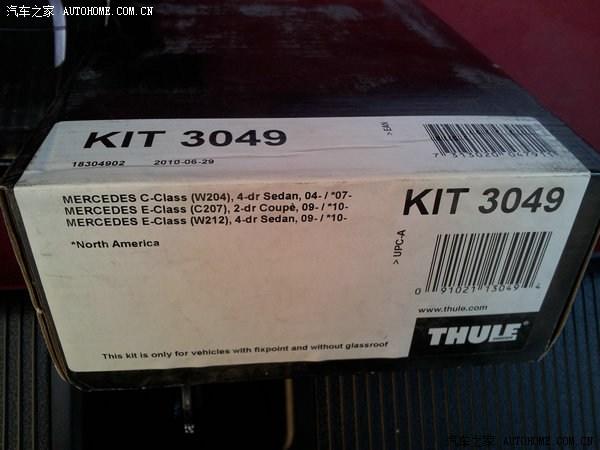 汽车之家 AUTOHOME.COM.CN
KIT 3049
18304902 2010-06-29
> EAN
MERCEDES C-Class (W204), 4-dr Sedan, 04- / *07-
MERCEDES E-Class (C207), 2-dr Coupè, 09- / *10-
MERCEDES E-Class (W212), 4-dr Sedan, 09- / *10-
*North America
KIT 3049
> UPC-A
0 91021 13049 4
www.thule.com
THULE
This kit is only for vehicles with fixpoint and without glassroof
汽车之家 AUTOHOME.COM.CN